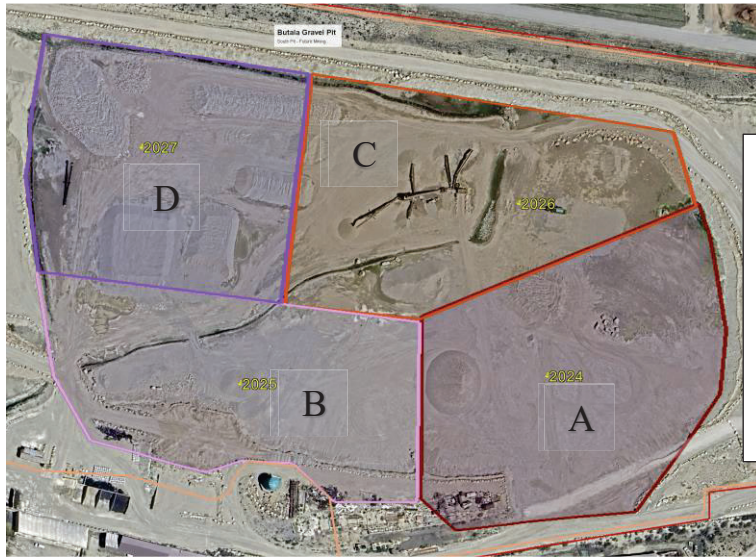 Butala Gravel Pit
South Pit - Future Mining
2027
C
D
2026
2025
2024
B
A